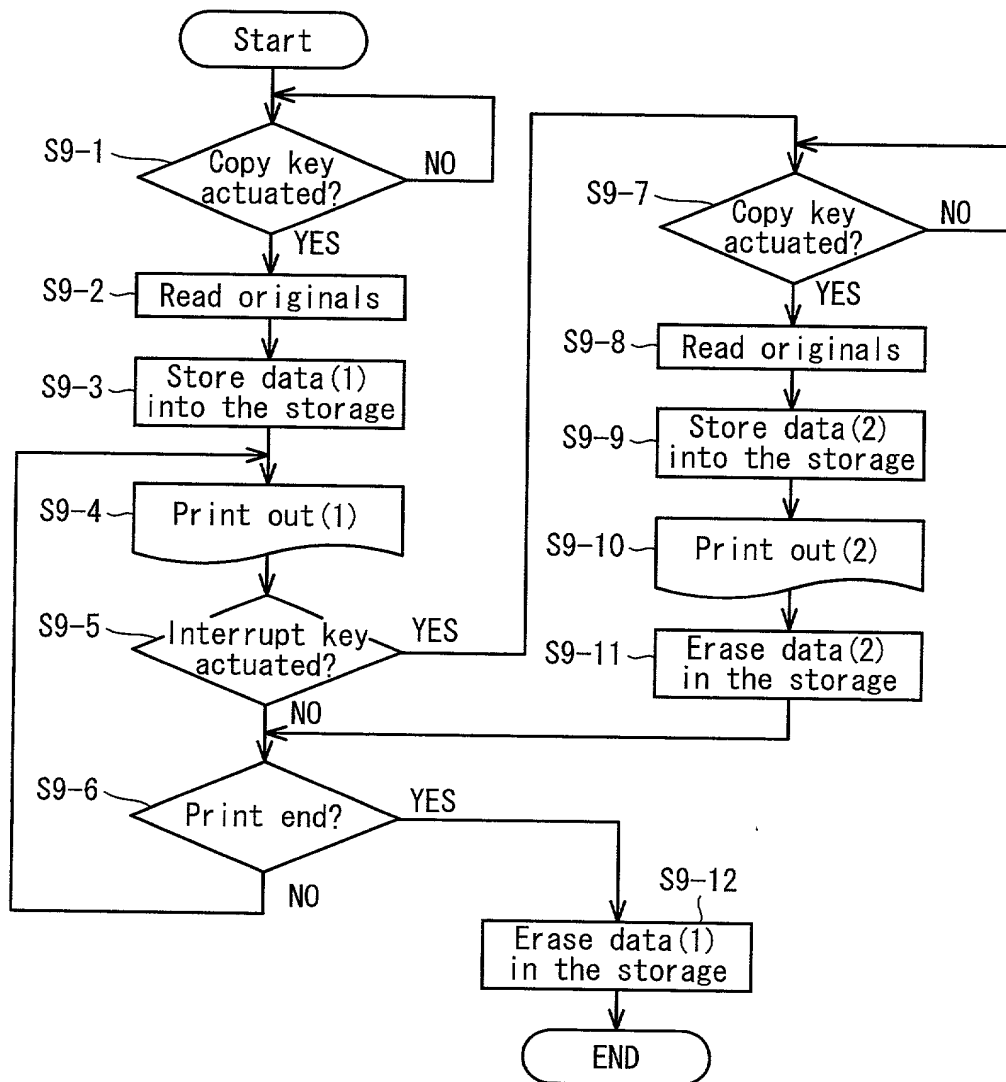 Start
S9-1
Copy key
actuated?
NO
YES
S9-2
Read originals
S9-3
Store data(1)
into the storage
S9-4
Print out(1)
S9-5
Interrupt key
actuated?
YES
NO
S9-6
Print end?
YES
NO
S9-7
Copy key
actuated?
NO
YES
S9-8
Read originals
S9-9
Store data(2)
into the storage
S9-10
Print out(2)
S9-11
Erase data(2)
in the storage
S9-12
Erase data(1)
in the storage
END